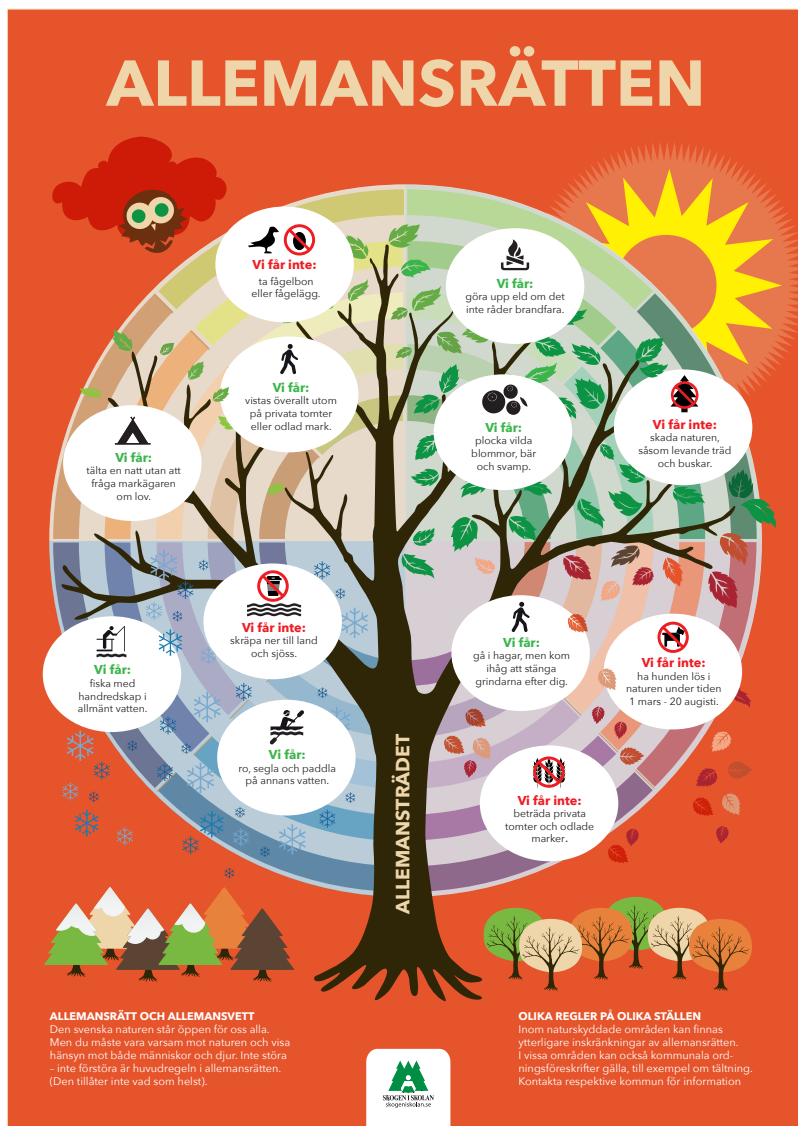 ALLEMANSRÄTTEN
Vi får inte:
ta fågelbon
eller fågelägg.
Vi får:
göra upp eld om det
inte råder brandfara.
Vi får:
vistas överallt utom
på privata tomter
eller odlad mark.
Vi får:
plocka vilda
blommor, bär
och svamp.
Vi får inte:
skada naturen,
såsom levande träd
och buskar.
Vi får:
tälta en natt utan att
fråga markägaren
om lov.
Vi får inte:
skräpa ner till land
och sjöss.
Vi får:
gå i hagar, men kom
ihåg att stänga
grindarna efter dig.
Vi får:
fiska med
handredskap i
allmänt vatten.
Vi får inte:
ha hunden lös i
naturen under tiden
1 mars - 20 augisti.
Vi får:
ro, segla och paddla
på annans vatten.
Vi får inte:
beträda privata
tomter och odlade
marker.
ALLEMANSTRÄDET
ALLEMANSRÄTT OCH ALLEMANSVETT
Den svenska naturen står öppen för oss alla.
Men du måste vara varsam mot naturen och visa
hänsyn mot både människor och djur. Inte störa
– inte förstöra är huvudregeln i allemansrätten.
(Den tillåter inte vad som helst).
OLIKA REGLER PÅ OLIKA STÄLLEN
Inom naturskyddade områden kan finnas
ytterligare inskränkningar av allemansrätten.
I vissa områden kan också kommunala ord-
ningsföreskrifter gälla, till exempel om tältning.
Kontakta respektive kommun för information
SKOGEN I SKOLAN
skogeniskolan.se